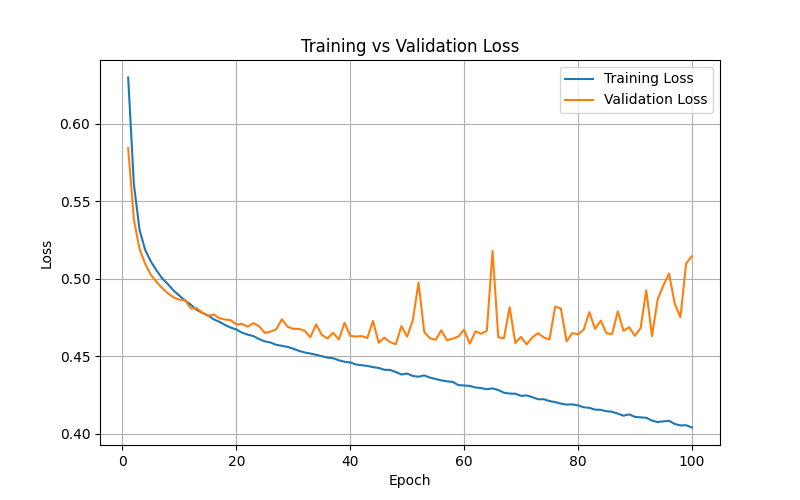 Training vs Validation Loss
Training Loss
Validation Loss
0.60
0.55
0.50
0.45
0.40
Loss
0 20 40 60 80 100
Epoch